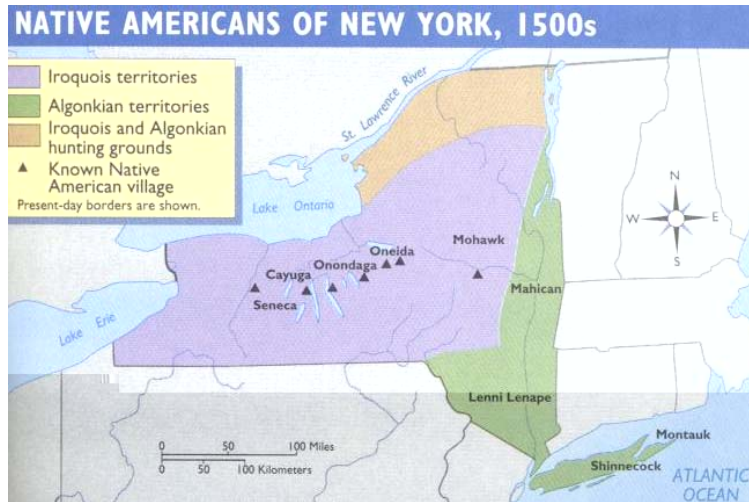 NATIVE AMERICANS OF NEW YORK, 1500s
Iroquois territories
Algonkian territories
Iroquois and Algonkian
hunting grounds
Known Native
American village
Present-day borders are shown.
St. Lawrence River
Lake Ontario
N
W
E
S
Mohawk
Oneida
Onondaga
Cayuga
Seneca
Mahican
Lake Erie
Lenni Lenape
0 50 100 Miles
0 50 100 Kilometers
Montauk
Shinnecock
ATLANTIC
OCEAN